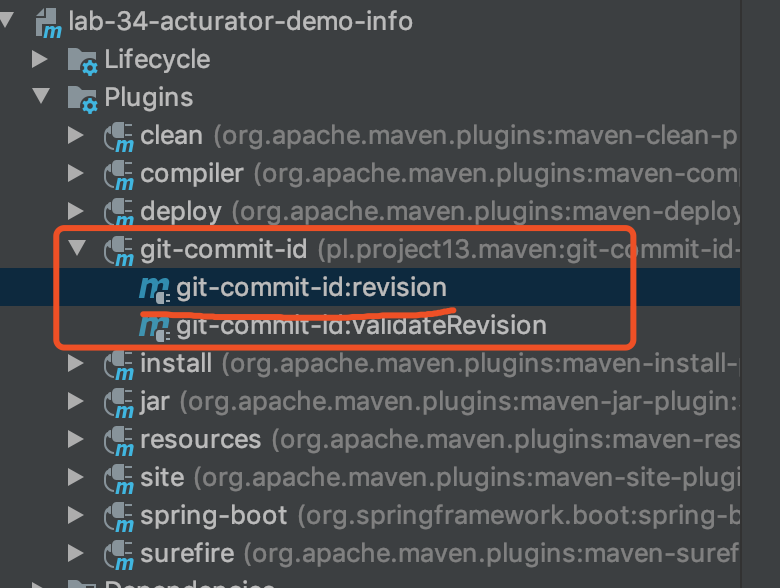 lab-34-acturator-demo-info
Lifecycle
Plugins
clean (org.apache.maven.plugins:maven-clean-p
compiler (org.apache.maven.plugins:maven-com
deploy (org.apache.maven.plugins:maven-deploy
git-commit-id (pl.project13.maven:git-commit-id-
git-commit-id:revision
git-commit-id:validateRevision
install (org.apache.maven.plugins:maven-install-
jar (org.apache.maven.plugins:maven-jar-plugin:
resources (org.apache.maven.plugins:maven-res
site (org.apache.maven.plugins:maven-site-plugi
spring-boot (org.springframework.boot:spring-b
surefire (org.apache.maven.plugins:maven-suref
Dependencies